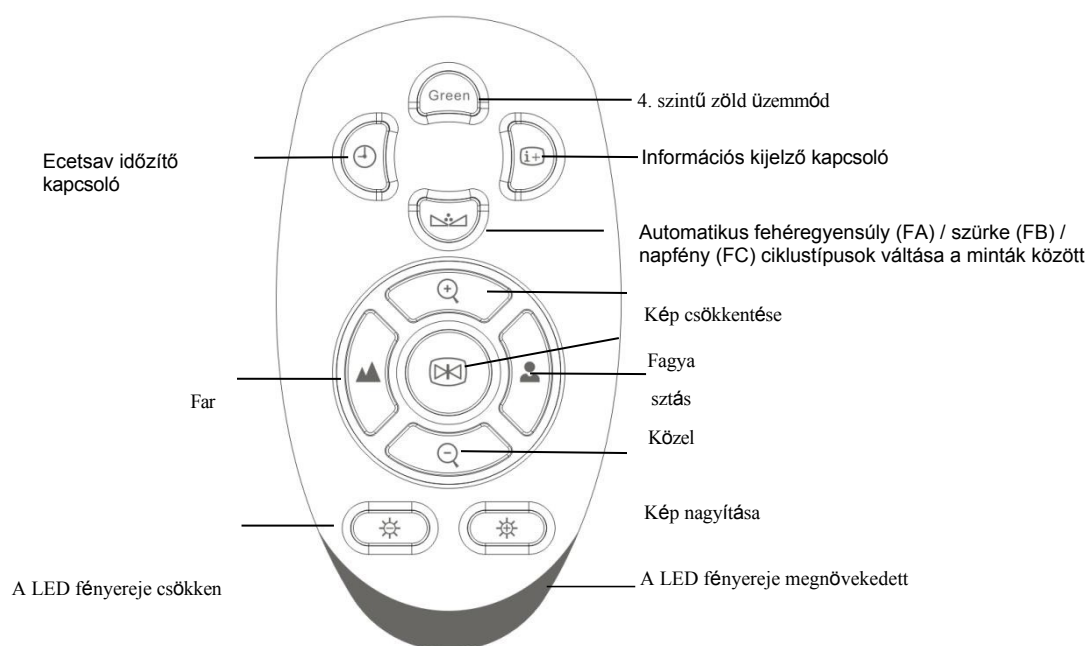 Green
4. szintű zöld üzemmód
Ecetsav időzítő
kapcsoló
i+
Információs kijelző kapcsoló
Automatikus fehéregyensúly (FA) / szürke (FB) /
napfény (FC) ciklustípusok váltása a minták között
Kép csökkentése
Fagya
sztás
Far
Közel
Kép nagyítása
A LED fényereje csökken
A LED fényereje megnövekedett